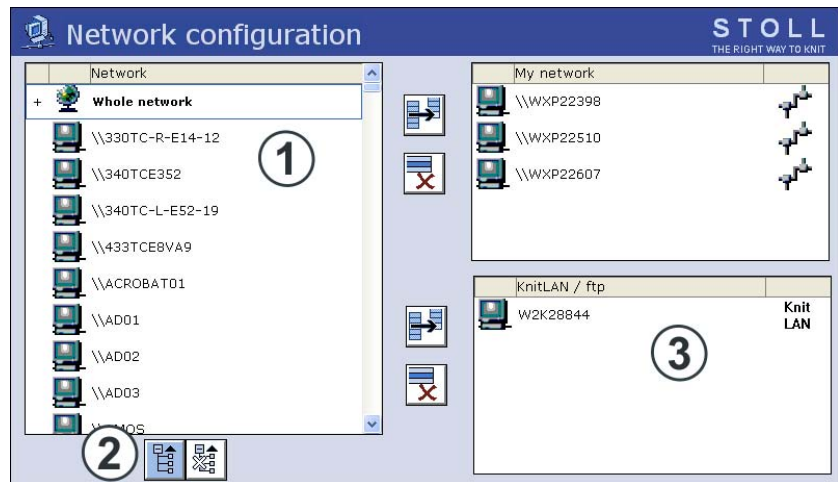 Network configuration
STOLL
THE RIGHT WAY TO KNIT
Network
+ Whole network
\\330TC-R-E14-12
\\340TCE352
\\340TC-L-E52-19
\\433TCE8VA9
\\ACROBAT01
\\AD01
\\AD02
\\AD03
1
2
My network
\\WXP22398
\\WXP22510
\\WXP22607
KnitLAN / ftp
W2K28844
Knit
LAN
3